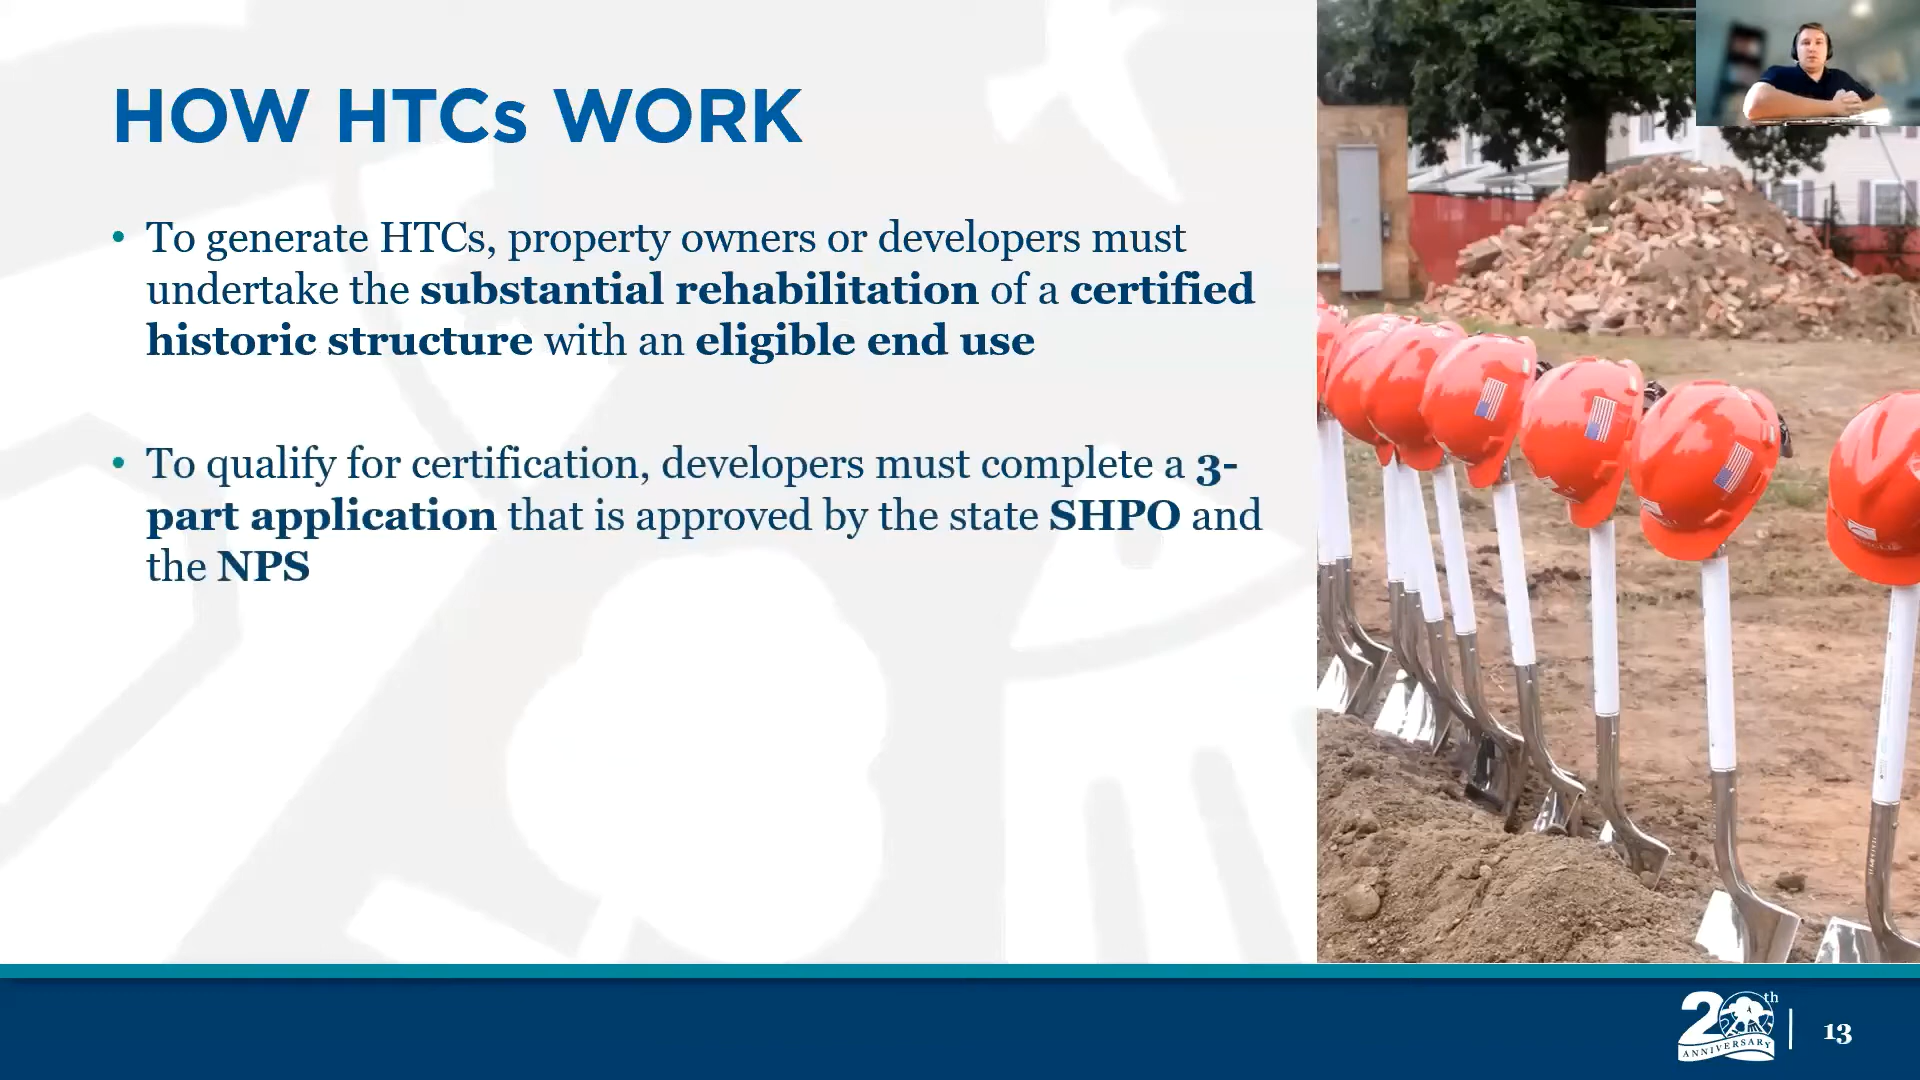 HOW HTCs WORK
• To generate HTCs, property owners or developers must
undertake the substantial rehabilitation of a certified
historic structure with an eligible end use
• To qualify for certification, developers must complete a 3-
part application that is approved by the state SHPO and
the NPS
20th
ANNIVERSARY
13